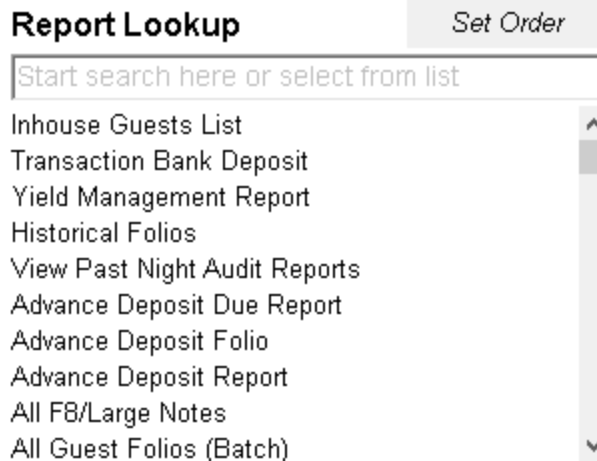 Report Lookup
Set Order
Start search here or select from list
Inhouse Guests List
Transaction Bank Deposit
Yield Management Report
Historical Folios
View Past Night Audit Reports
Advance Deposit Due Report
Advance Deposit Folio
Advance Deposit Report
All F8/Large Notes
All Guest Folios (Batch)